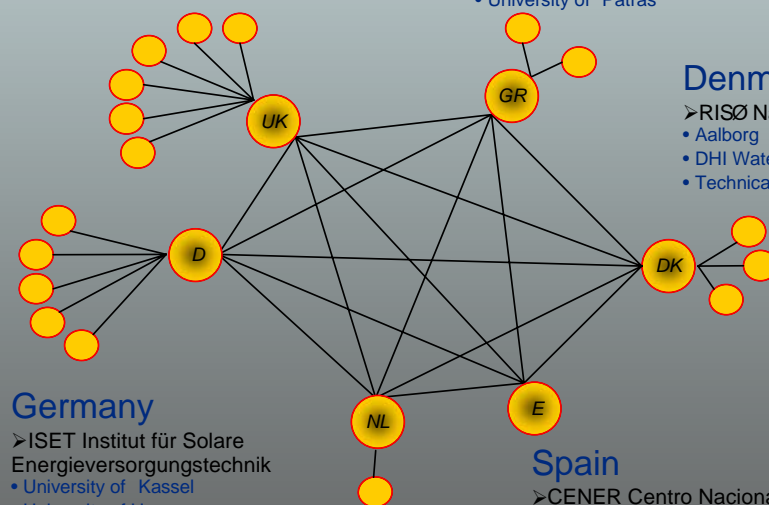 • University of Patras
GR
UK
Denm
➢RISØ Na
• Aalborg
• DHI Wate
• Technica
D
DK
Germany
➢ISET Institut für Solare
Energieversorgungstechnik
• University of Kassel
NL
E
Spain
➢CENER Centro Naciona